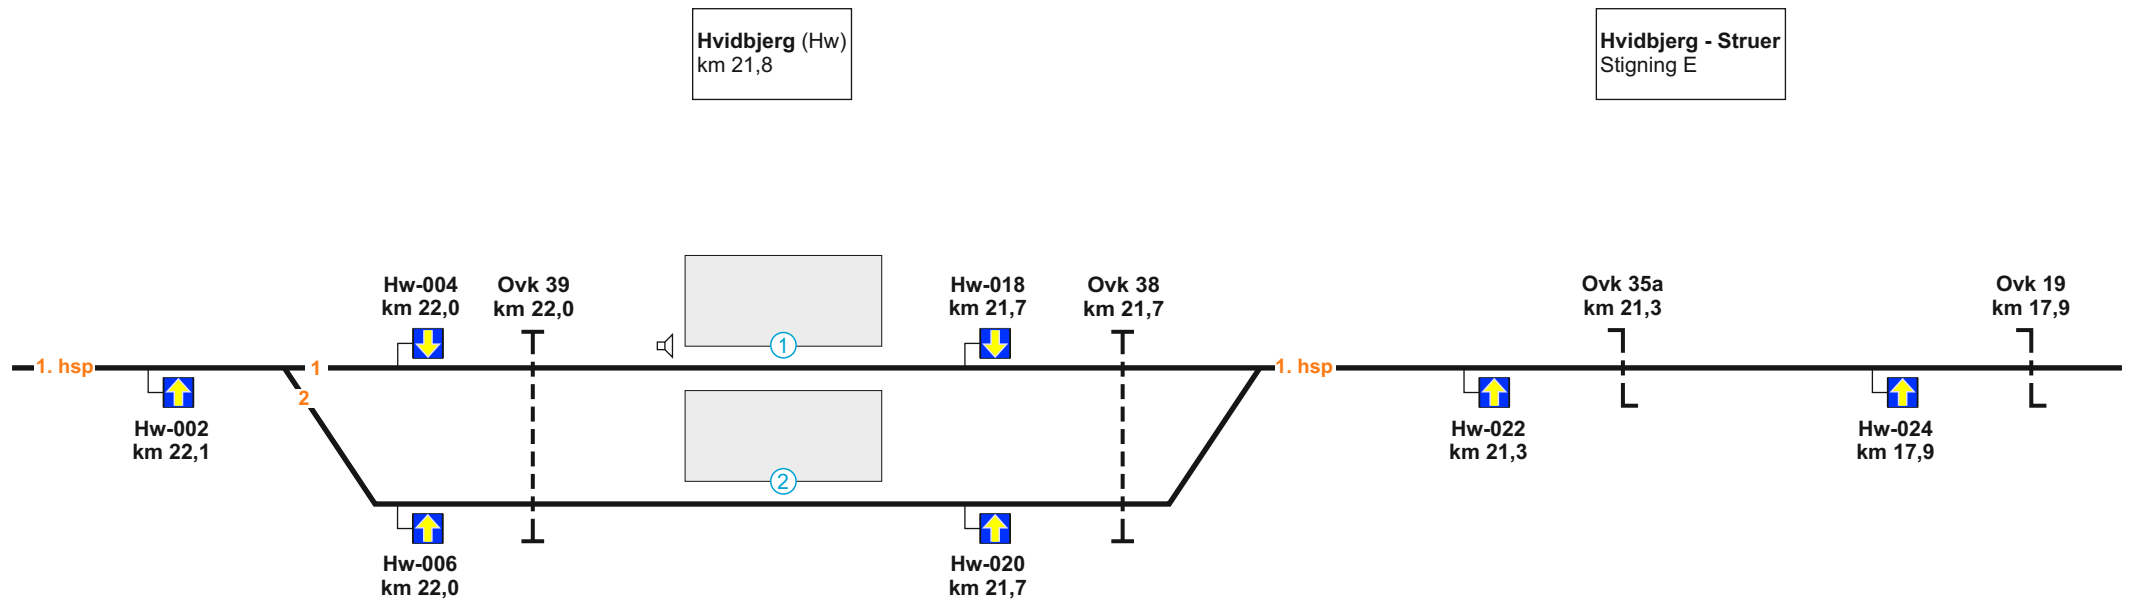 Hvidbjerg (Hw)
km 21,8
Hvidbjerg - Struer
Stigning E
Hw-004
km 22,0
Ovk 39
km 22,0
Hw-018
km 21,7
Ovk 38
km 21,7
Ovk 35a
km 21,3
Ovk 19
km 17,9
1
1. hsp
1
1. hsp
2
Hw-002
km 22,1
Hw-022
km 21,3
Hw-024
km 17,9
2
Hw-006
km 22,0
Hw-020
km 21,7